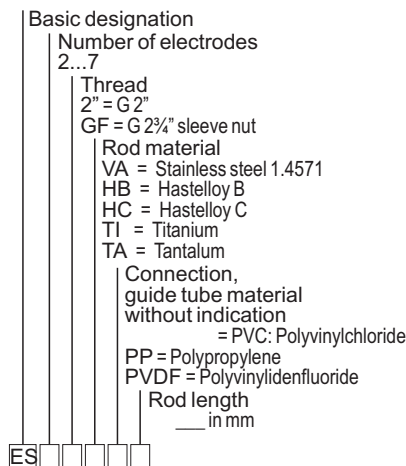 Basic designation
Number of electrodes
2...7
Thread
2” = G 2”
GF = G 2¾” sleeve nut
Rod material
VA = Stainless steel 1.4571
HB = Hastelloy B
HC = Hastelloy C
TI = Titanium
TA = Tantalum
Connection,
guide tube material
without indication
= PVC: Polyvinylchloride
PP = Polypropylene
PVDF = Polyvinylidenfluoride
Rod length
___ in mm
ES